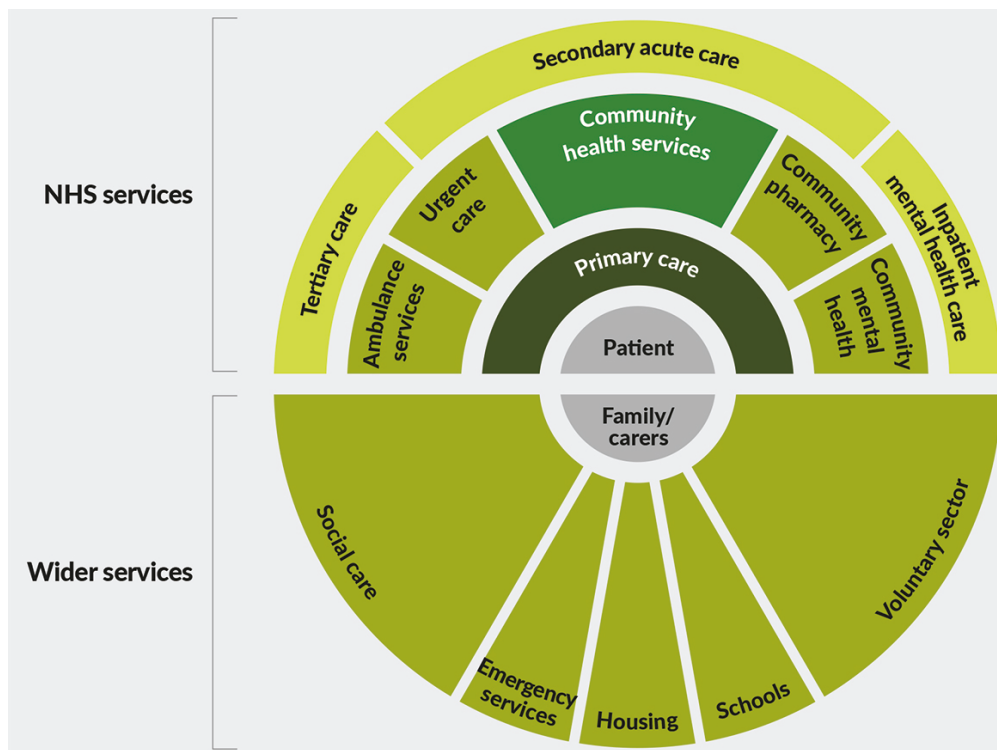 NHS services
Secondary acute care
Tertiary care
Inpatient
mental health care
Community
health services
Urgent
care
Community
pharmacy
Ambulance
services
Community
mental
health
Primary care
Patient
Family/
carers
Wider services
Social care
Emergency
services
Housing
Schools
Voluntary sector